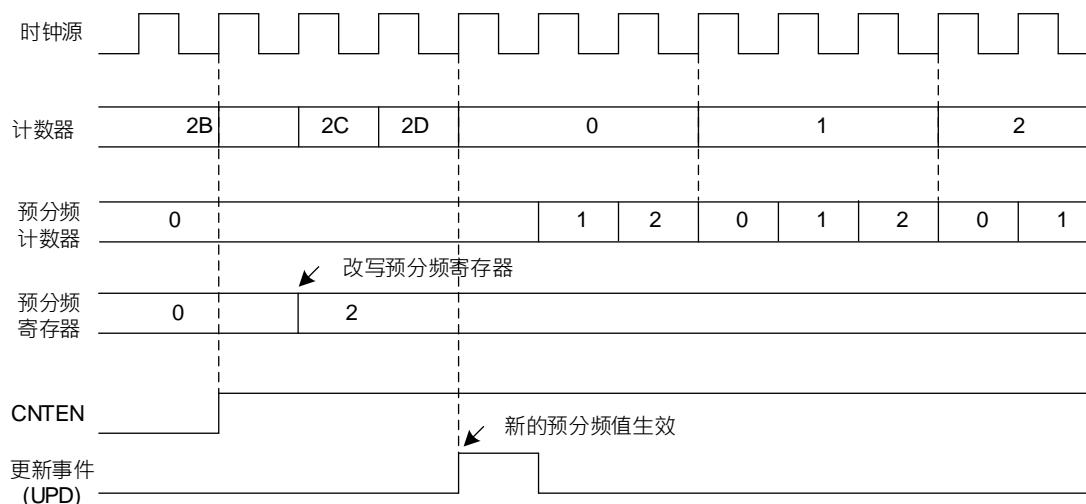 时钟源
计数器 2B 2C 2D 0 1 2
预分频
计数器 0 1 2 0 1 2 0 1
改写预分频寄存器
预分频
寄存器 0 2
CNTEN
新的预分频值生效
更新事件
(UPD)